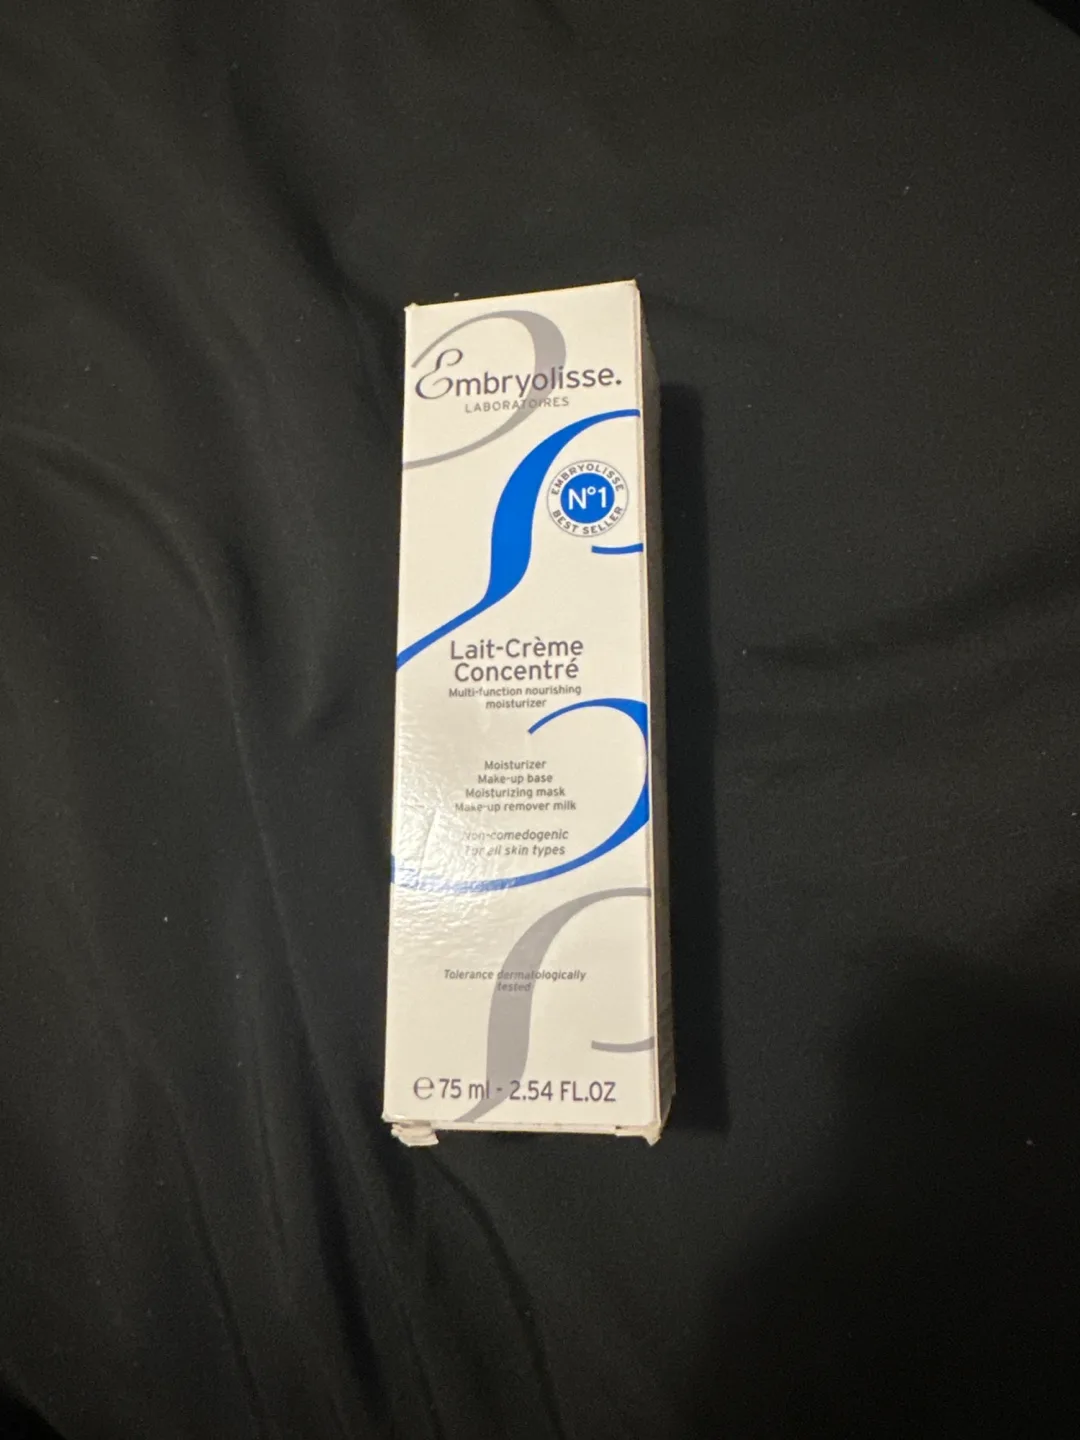 Embryolisse.
LABORATOIRES
EMBRYOLISSE
N°1
BEST SELLER
Lait-Crème
Concentré
Multi-function nourishing
moisturizer
Moisturizer
Make-up base
Moisturizing mask
Make-up remover milk
Non-comedogenic
For all skin types
Tolerance dermatologically
tested
℮ 75 ml - 2.54 FL.OZ